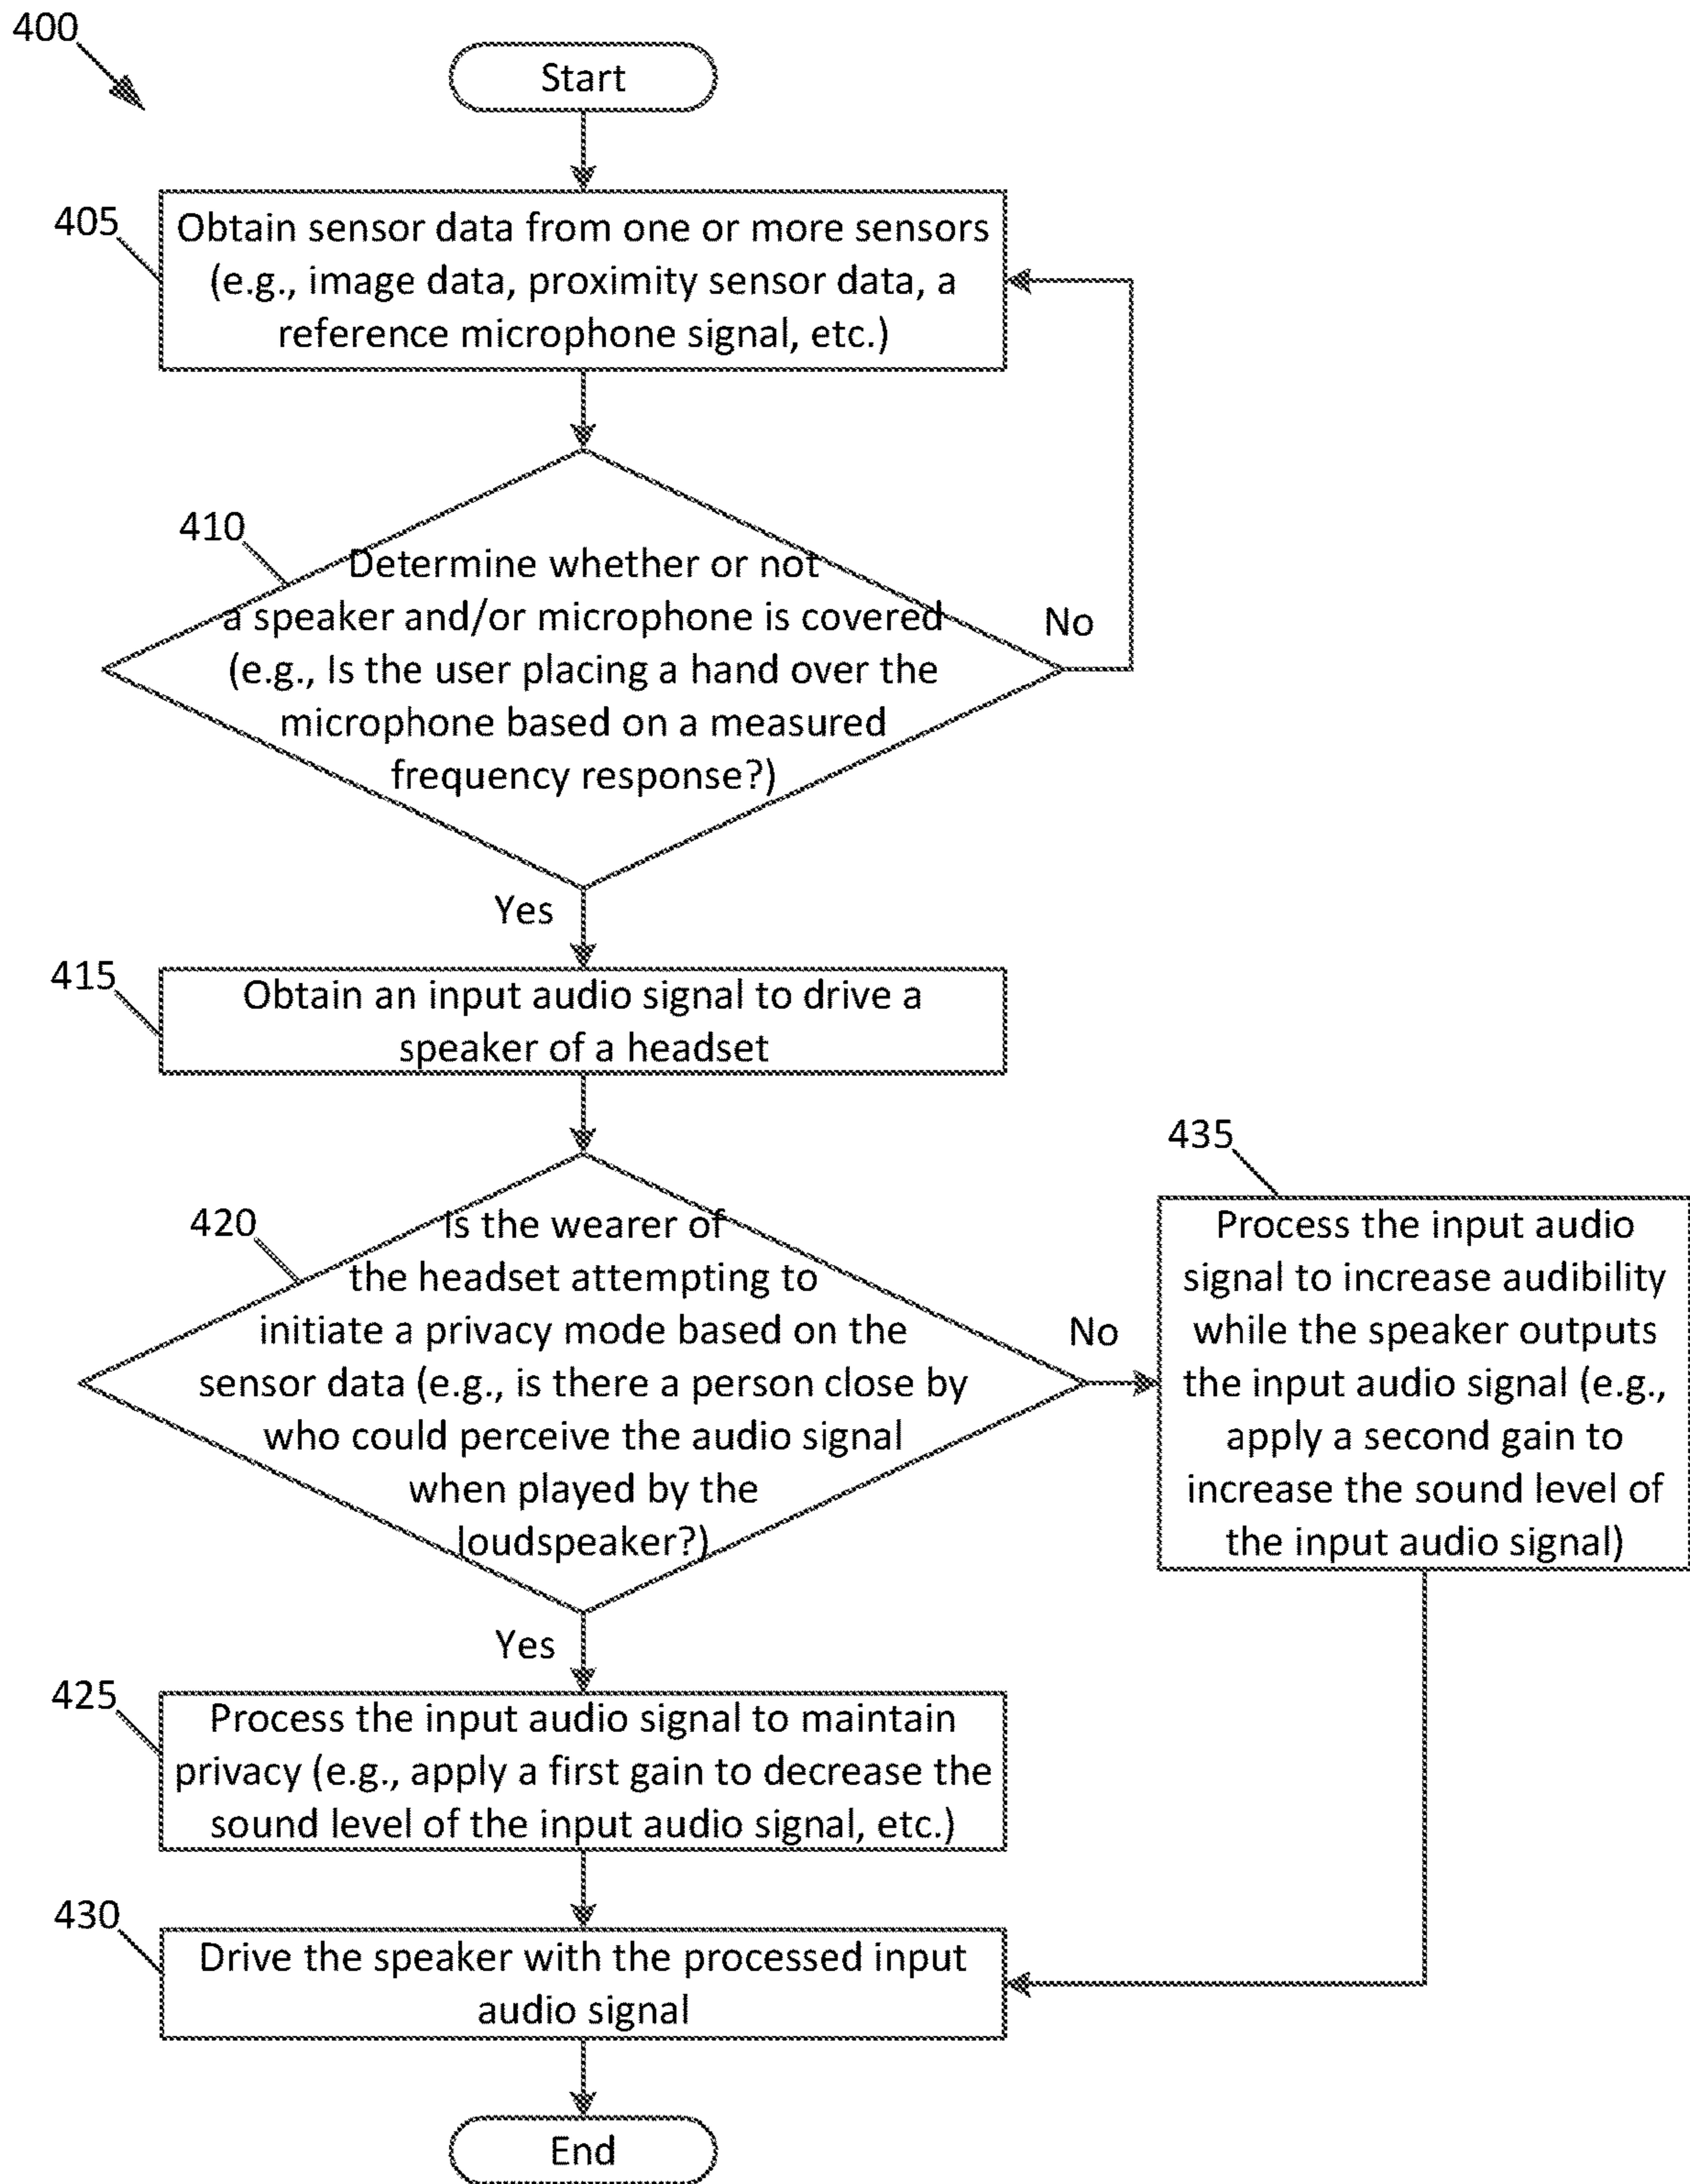 400
Start
405
Obtain sensor data from one or more sensors
(e.g., image data, proximity sensor data, a
reference microphone signal, etc.)
410
Determine whether or not
a speaker and/or microphone is covered
(e.g., Is the user placing a hand over the
microphone based on a measured
frequency response?)
No
Yes
415
Obtain an input audio signal to drive a
speaker of a headset
420
Is the wearer of
the headset attempting to
initiate a privacy mode based on the
sensor data (e.g., is there a person close by
who could perceive the audio signal
when played by the
loudspeaker?)
No
435
Process the input audio
signal to increase audibility
while the speaker outputs
the input audio signal (e.g.,
apply a second gain to
increase the sound level of
the input audio signal)
Yes
425
Process the input audio signal to maintain
privacy (e.g., apply a first gain to decrease the
sound level of the input audio signal, etc.)
430
Drive the speaker with the processed input
audio signal
End